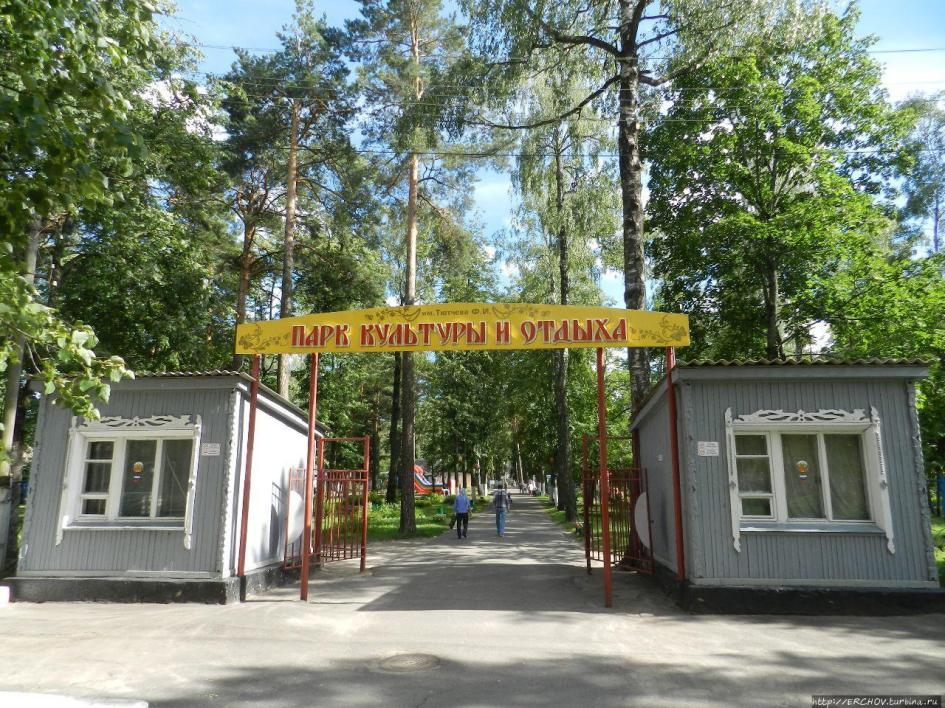 им. Тютчева Ф.И.
ПАРК КУЛЬТУРЫ И ОТДЫХА
http://ERCHOV.turbina.ru